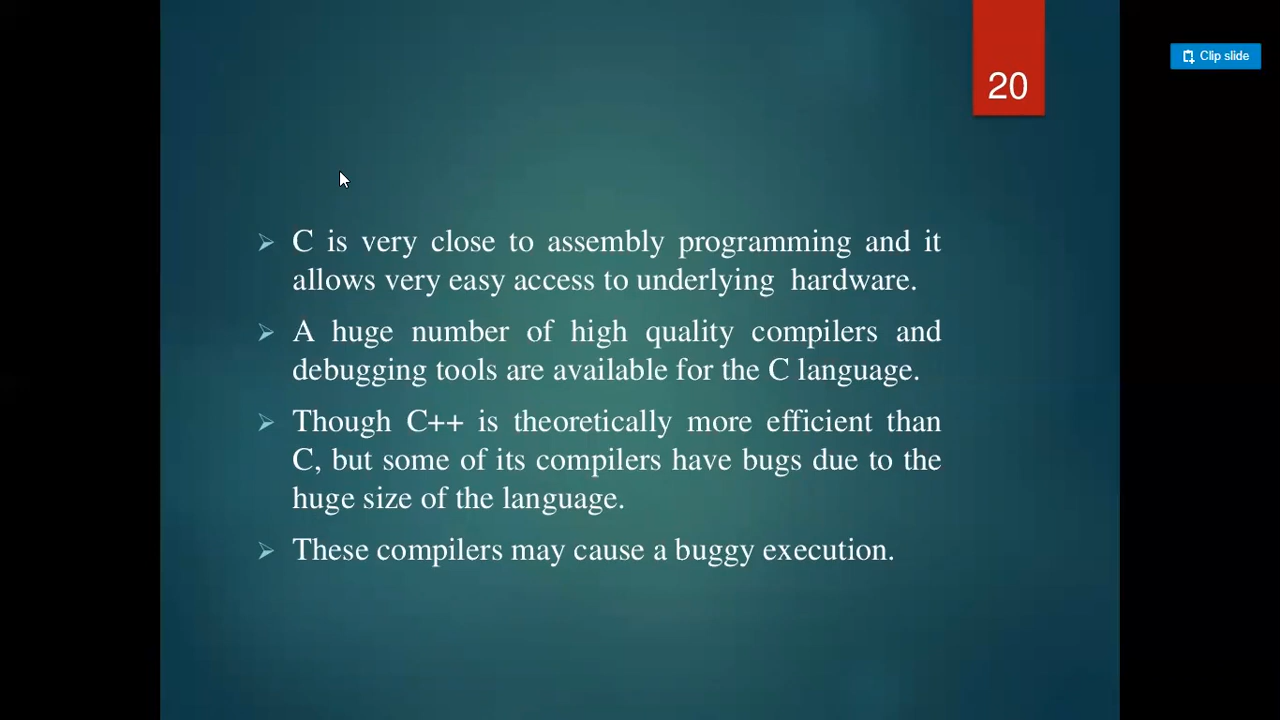 Clip slide
20
C is very close to assembly programming and it
allows very easy access to underlying hardware.
A huge number of high quality compilers and
debugging tools are available for the C language.
Though C++ is theoretically more efficient than
C, but some of its compilers have bugs due to the
huge size of the language.
These compilers may cause a buggy execution.